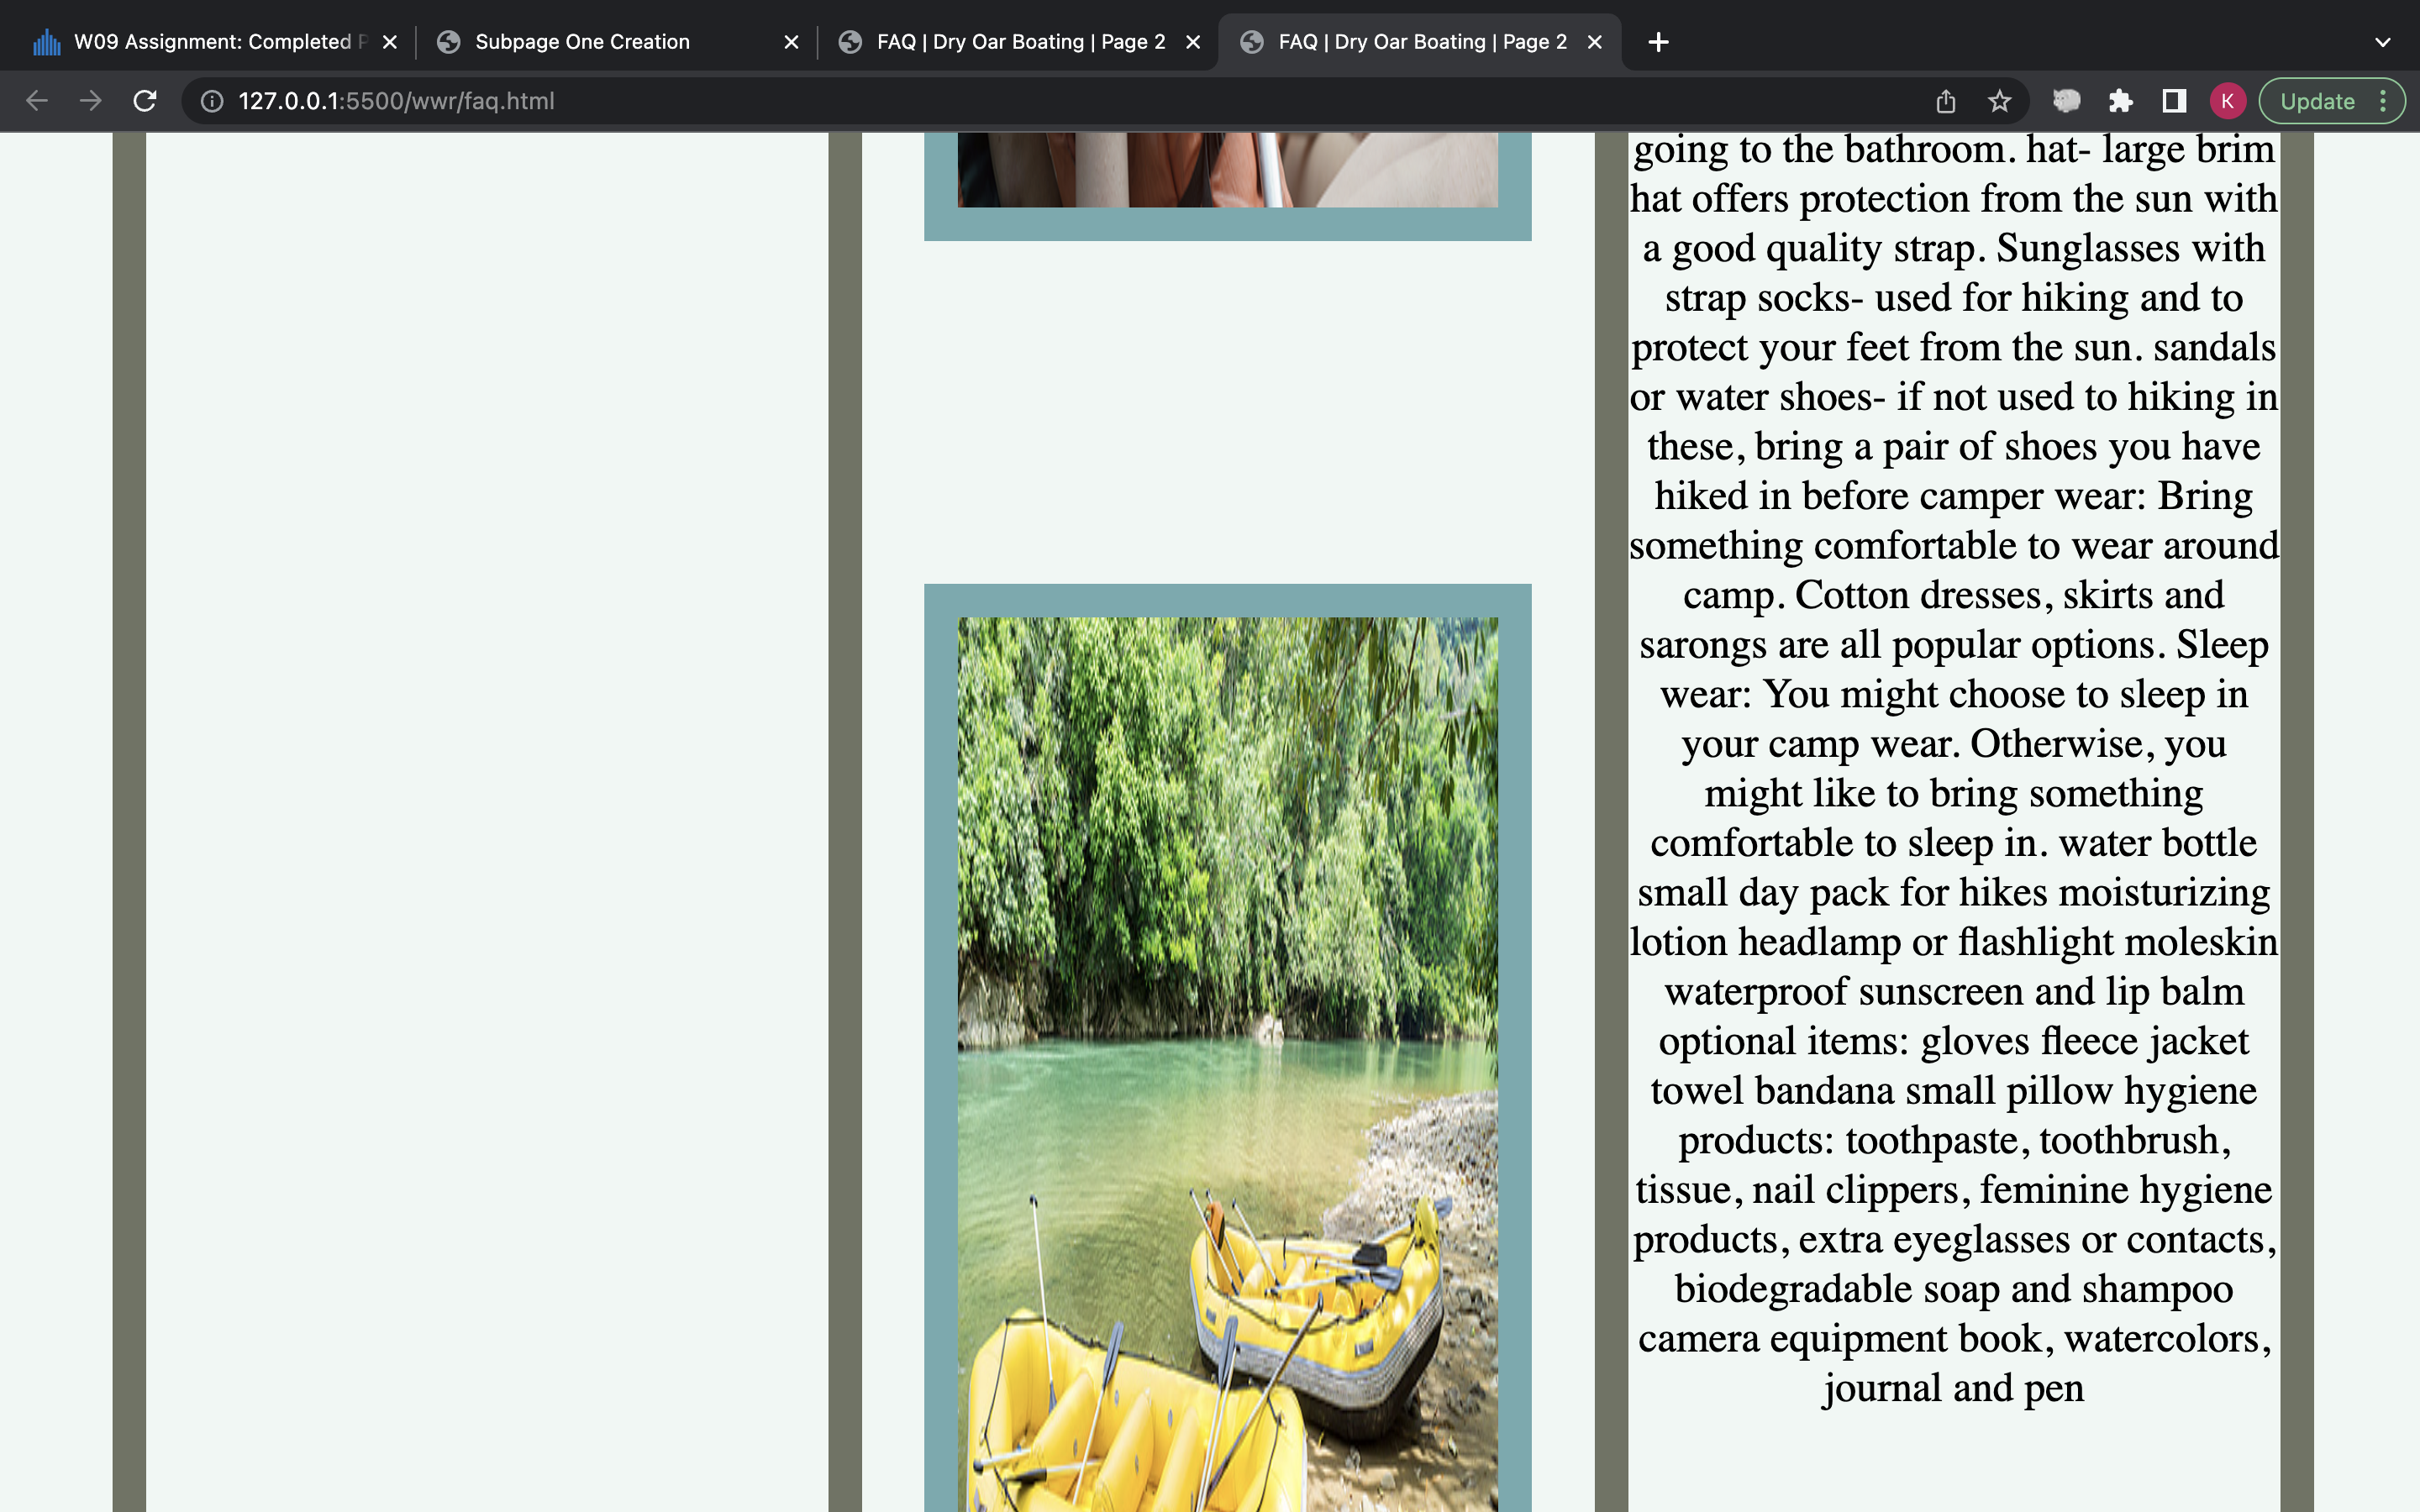 W09 Assignment: Completed P
Subpage One Creation
FAQ | Dry Oar Boating | Page 2
FAQ | Dry Oar Boating | Page 2
127.0.0.1:5500/wwr/faq.html
K
Update
going to the bathroom. hat- large brim
hat offers protection from the sun with
a good quality strap. Sunglasses with
strap socks- used for hiking and to
protect your feet from the sun. sandals
or water shoes- if not used to hiking in
these, bring a pair of shoes you have
hiked in before camper wear: Bring
something comfortable to wear around
camp. Cotton dresses, skirts and
sarongs are all popular options. Sleep
wear: You might choose to sleep in
your camp wear. Otherwise, you
might like to bring something
comfortable to sleep in. water bottle
small day pack for hikes moisturizing
lotion headlamp or flashlight moleskin
waterproof sunscreen and lip balm
optional items: gloves fleece jacket
towel bandana small pillow hygiene
products: toothpaste, toothbrush,
tissue, nail clippers, feminine hygiene
products, extra eyeglasses or contacts,
biodegradable soap and shampoo
camera equipment book, watercolors,
journal and pen